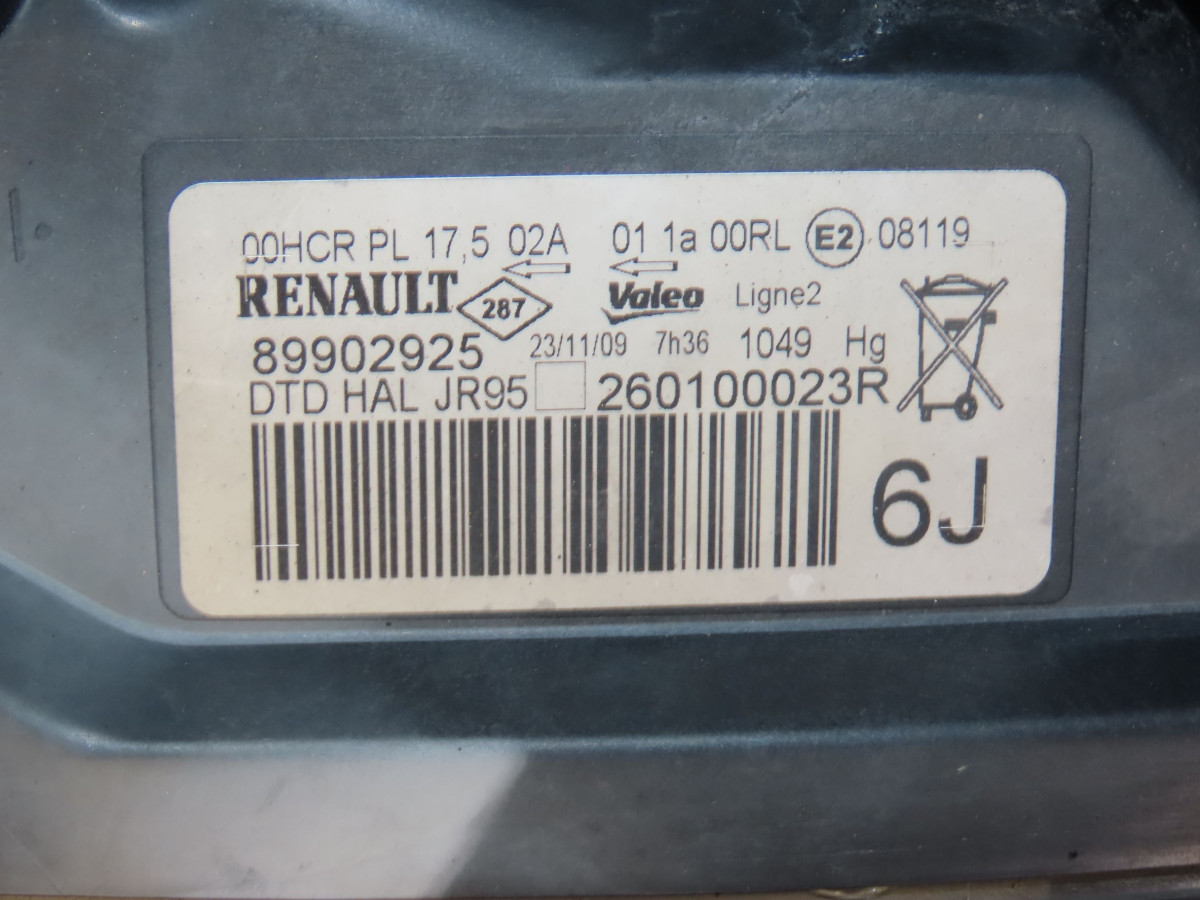 00HCR PL 17,5 02A 01 1a 00RL E2 08119
RENAULT 287 Valeo Ligne2
89902925 23/11/09 7h36 1049 Hg
DTD HAL JR95 260100023R
6J